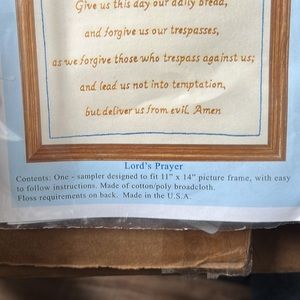 Give us this day our daily bread,
and forgive us our trespasses,
as we forgive those who trespass against us;
and lead us not into temptation,
but deliver us from evil. Amen
Lord's Prayer
Contents: One - sampler designed to fit 11" x 14" picture frame, with easy
to follow instructions. Made of cotton/poly broadcloth.
Floss requirements on back. Made in the U.S.A.